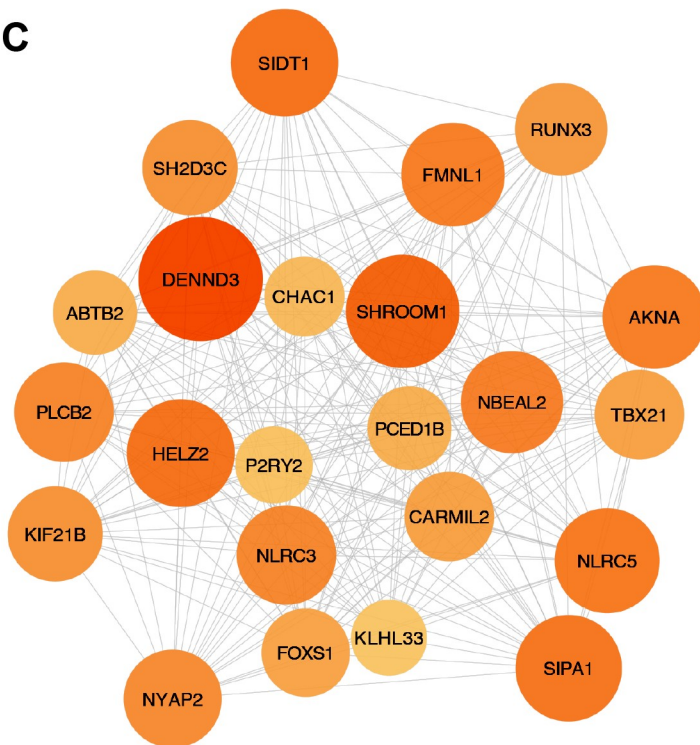 C
SIDT1
RUNX3
SH2D3C
FMNL1
DENND3
CHAC1
SHROOM1
ABTB2
AKNA
PLCB2
NBEAL2
TBX21
PCED1B
HELZ2
P2RY2
CARMIL2
KIF21B
NLRC3
NLRC5
KLHL33
FOXS1
SIPA1
NYAP2